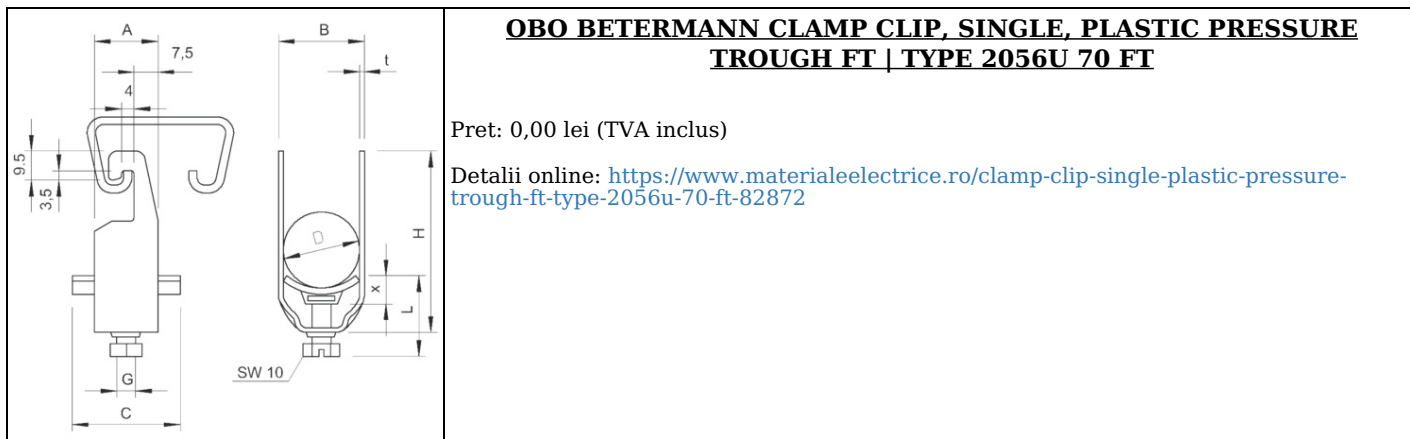 A
7,5
4
9.5
3,5
G
C
B
t
H
D
x
L
SW 10
OBO BETERMANN CLAMP CLIP, SINGLE, PLASTIC PRESSURE
TROUGH FT | TYPE 2056U 70 FT
Pret: 0,00 lei (TVA inclus)
Detalii online: https://www.materialeelectrice.ro/clamp-clip-single-plastic-pressure-
trough-ft-type-2056u-70-ft-82872